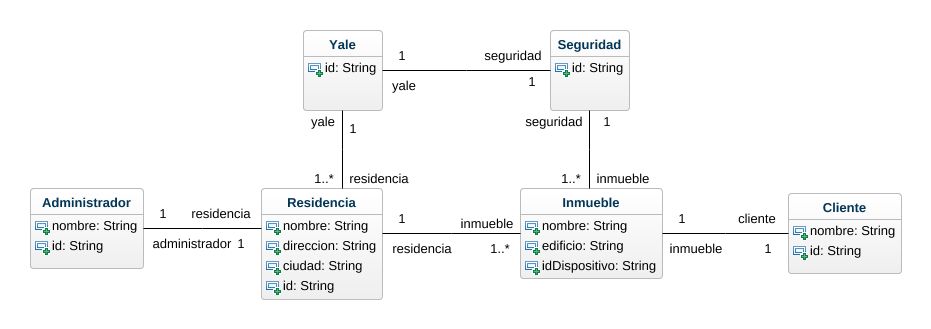 Yale
id: String
1 seguridad
yale 1
Seguridad
id: String
yale 1
1..* residencia
seguridad 1
1..* inmueble
Administrador
nombre: String
id: String
1 residencia
administrador 1
Residencia
nombre: String
direccion: String
ciudad: String
id: String
1 inmueble
residencia 1..*
Inmueble
nombre: String
edificio: String
idDispositivo: String
1 cliente
inmueble 1
Cliente
nombre: String
id: String